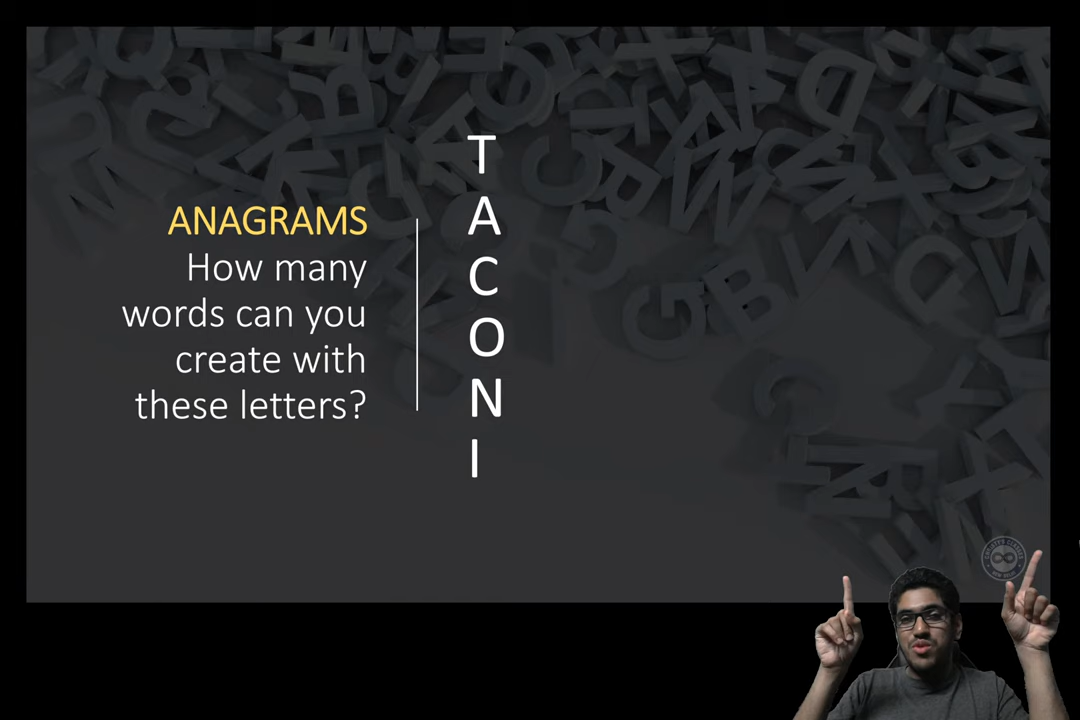 ANAGRAMS
How many
words can you
create with
these letters?
T
A
C
O
N
I